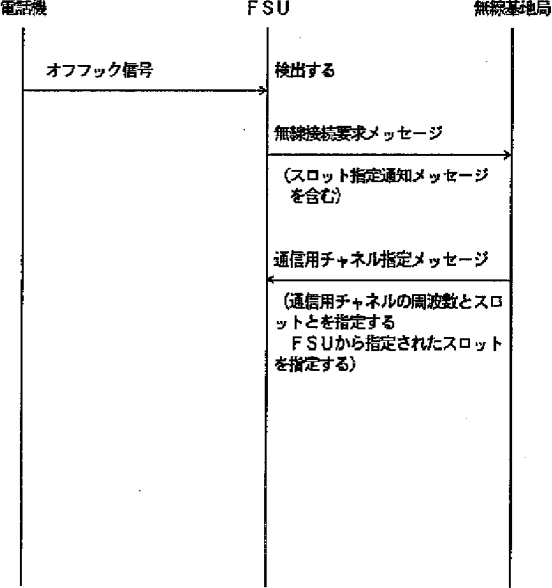 電話機 FSU 無線基地局
オフフック信号 検出する
無線接続要求メッセージ
(スロット指定通知メッセージ
を含む)
通信用チャネル指定メッセージ
(通信用チャネルの周波数とスロ
ットとを指定する
FSUから指定されたスロット
を指定する)